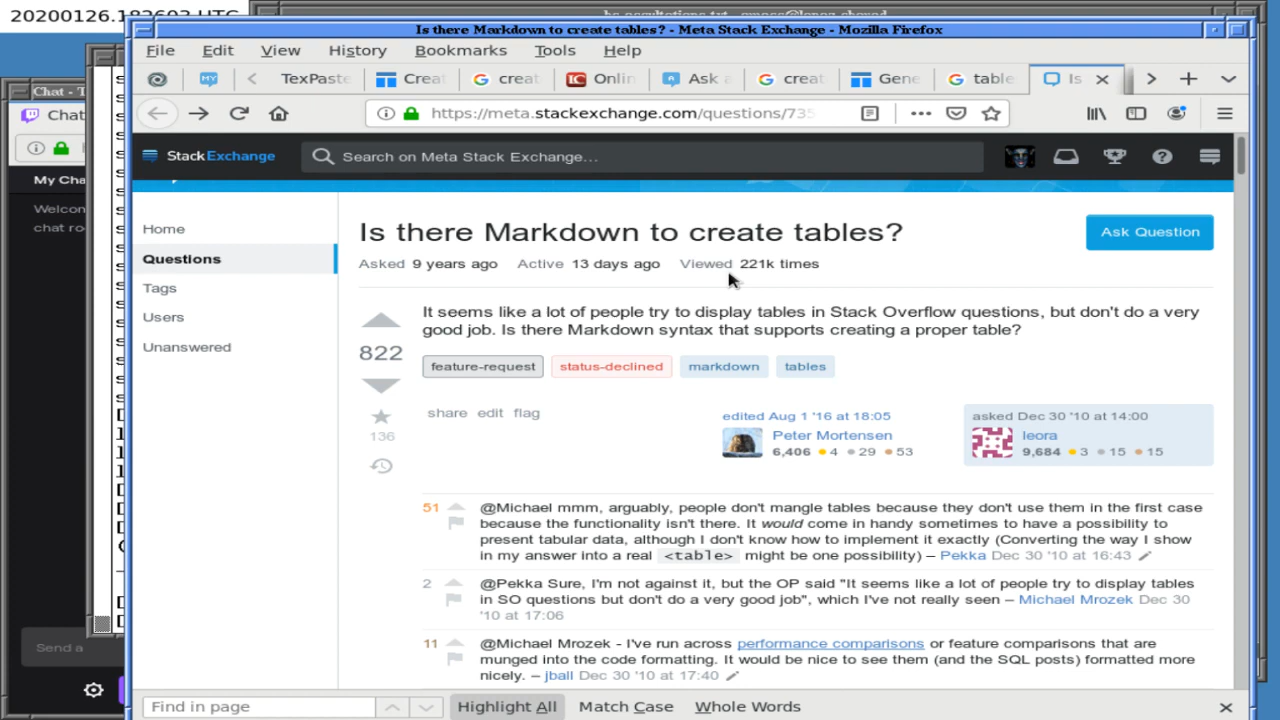 20200126.182603 UTC
Is there Markdown to create tables? - Meta Stack Exchange - Mozilla Firefox
File Edit View History Bookmarks Tools Help
TexPaste Creat creat Onlin Ask a creat Gene table Is
Chat - T
Chat
https://meta.stackexchange.com/questions/735
StackExchange Search on Meta Stack Exchange...
My Cha
Welcon
chat ro
Home
Questions
Tags
Users
Unanswered
Is there Markdown to create tables?
Ask Question
Asked 9 years ago Active 13 days ago Viewed 221k times
It seems like a lot of people try to display tables in Stack Overflow questions, but don't do a very
good job. Is there Markdown syntax that supports creating a proper table?
822
feature-request status-declined markdown tables
136
share edit flag
edited Aug 1 '16 at 18:05
Peter Mortensen
6,406 4 29 53
asked Dec 30 '10 at 14:00
leora
9,684 3 15 15
51 @Michael mmm, arguably, people don't mangle tables because they don't use them in the first case
because the functionality isn't there. It would come in handy sometimes to have a possibility to
present tabular data, although I don't know how to implement it exactly (Converting the way I show
in my answer into a real <table> might be one possibility) – Pekka Dec 30 '10 at 16:43
2 @Pekka Sure, I'm not against it, but the OP said "It seems like a lot of people try to display tables
in SO questions but don't do a very good job", which I've not really seen – Michael Mrozek Dec 30
'10 at 17:06
11 @Michael Mrozek - I've run across performance comparisons or feature comparisons that are
munged into the code formatting. It would be nice to see them (and the SQL posts) formatted more
nicely. – jball Dec 30 '10 at 17:40
Send a
Find in page Highlight All Match Case Whole Words